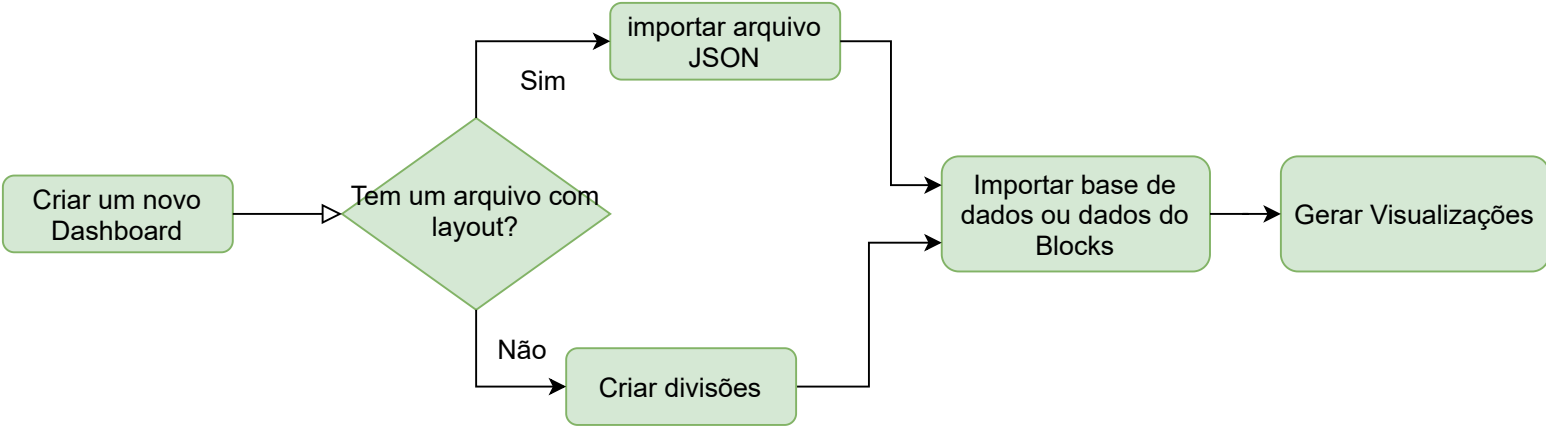 Criar um novo
Dashboard
Tem um arquivo com
layout?
Sim
importar arquivo
JSON
Não
Criar divisões
Importar base de
dados ou dados do
Blocks
Gerar Visualizações